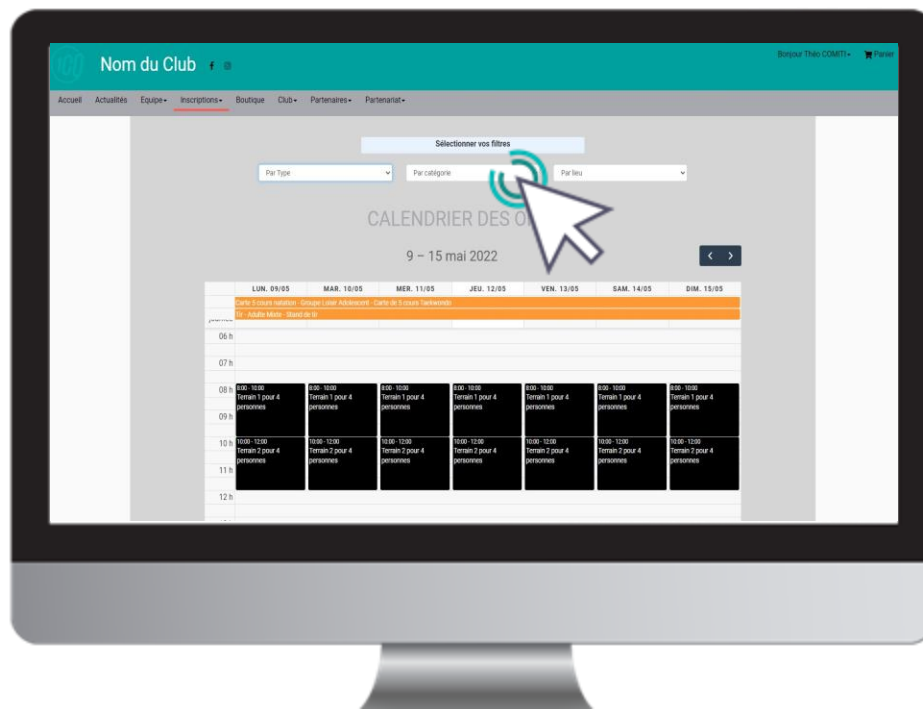 Nom du Club
Bonjour Théo COMITI
Panier
Accueil Actualités Equipe Inscriptions Boutique Club Partenaires Partenariat
Sélectionner vos filtres
Par Type Par catégorie Par lieu
CALENDRIER DES
9 – 15 mai 2022
LUN. 09/05 MAR. 10/05 MER. 11/05 JEU. 12/05 VEN. 13/05 SAM. 14/05 DIM. 15/05
Carte 5 cours natation - Groupe Loisir Adolescent - Carte de 5 cours Taekwondo
Tir - Adulte Mixte - Stand de tir
06 h
07 h
08 h 8:00 - 10:00 8:00 - 10:00 8:00 - 10:00 8:00 - 10:00 8:00 - 10:00 8:00 - 10:00 8:00 - 10:00
Terrain 1 pour 4 Terrain 1 pour 4 Terrain 1 pour 4 Terrain 1 pour 4 Terrain 1 pour 4 Terrain 1 pour 4 Terrain 1 pour 4
personnes personnes personnes personnes personnes personnes personnes
09 h
10 h 10:00 - 12:00 10:00 - 12:00 10:00 - 12:00 10:00 - 12:00 10:00 - 12:00 10:00 - 12:00 10:00 - 12:00
Terrain 2 pour 4 Terrain 2 pour 4 Terrain 2 pour 4 Terrain 2 pour 4 Terrain 2 pour 4 Terrain 2 pour 4 Terrain 2 pour 4
personnes personnes personnes personnes personnes personnes personnes
11 h
12 h